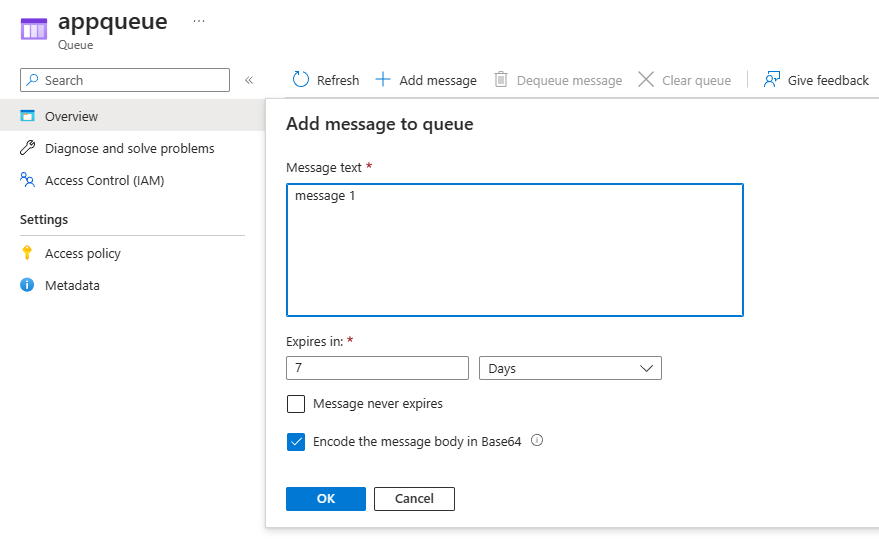 appqueue ...
Queue
Search «
Refresh Add message Dequeue message Clear queue Give feedback
Overview
Diagnose and solve problems
Access Control (IAM)
Settings
Access policy
Metadata
Add message to queue
Message text *
message 1
Expires in: *
7 Days
Message never expires
Encode the message body in Base64
OK Cancel